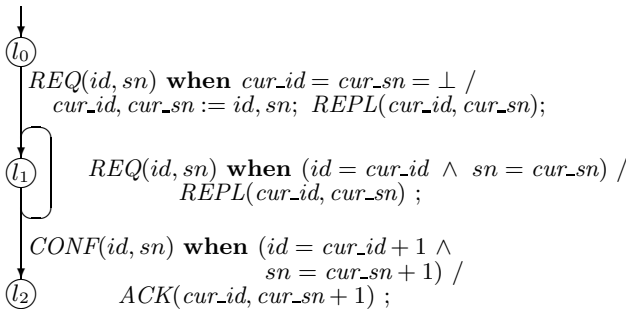 l₀
REQ(id, sn) when cur_id = cur_sn = ⊥ /
cur_id, cur_sn := id, sn; REPL(cur_id, cur_sn);
l₁
REQ(id, sn) when (id = cur_id ∧ sn = cur_sn) /
REPL(cur_id, cur_sn) ;
CONF(id, sn) when (id = cur_id + 1 ∧
sn = cur_sn + 1) /
l₂
ACK(cur_id, cur_sn + 1) ;